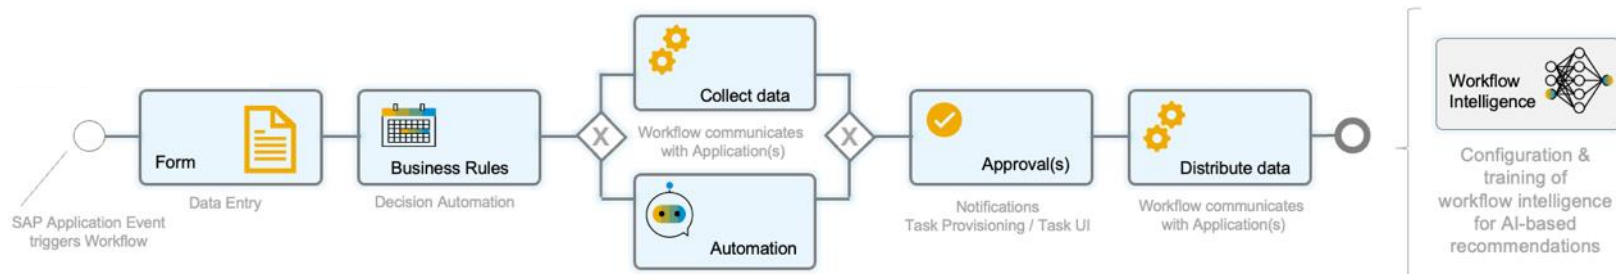 SAP Application Event
triggers Workflow
Form
Data Entry
Business Rules
Decision Automation
X
Collect data
Workflow communicates
with Application(s)
Automation
X
Approval(s)
Notifications
Task Provisioning / Task UI
Distribute data
Workflow communicates
with Application(s)
Workflow
Intelligence
Configuration &
training of
workflow intelligence
for AI-based
recommendations